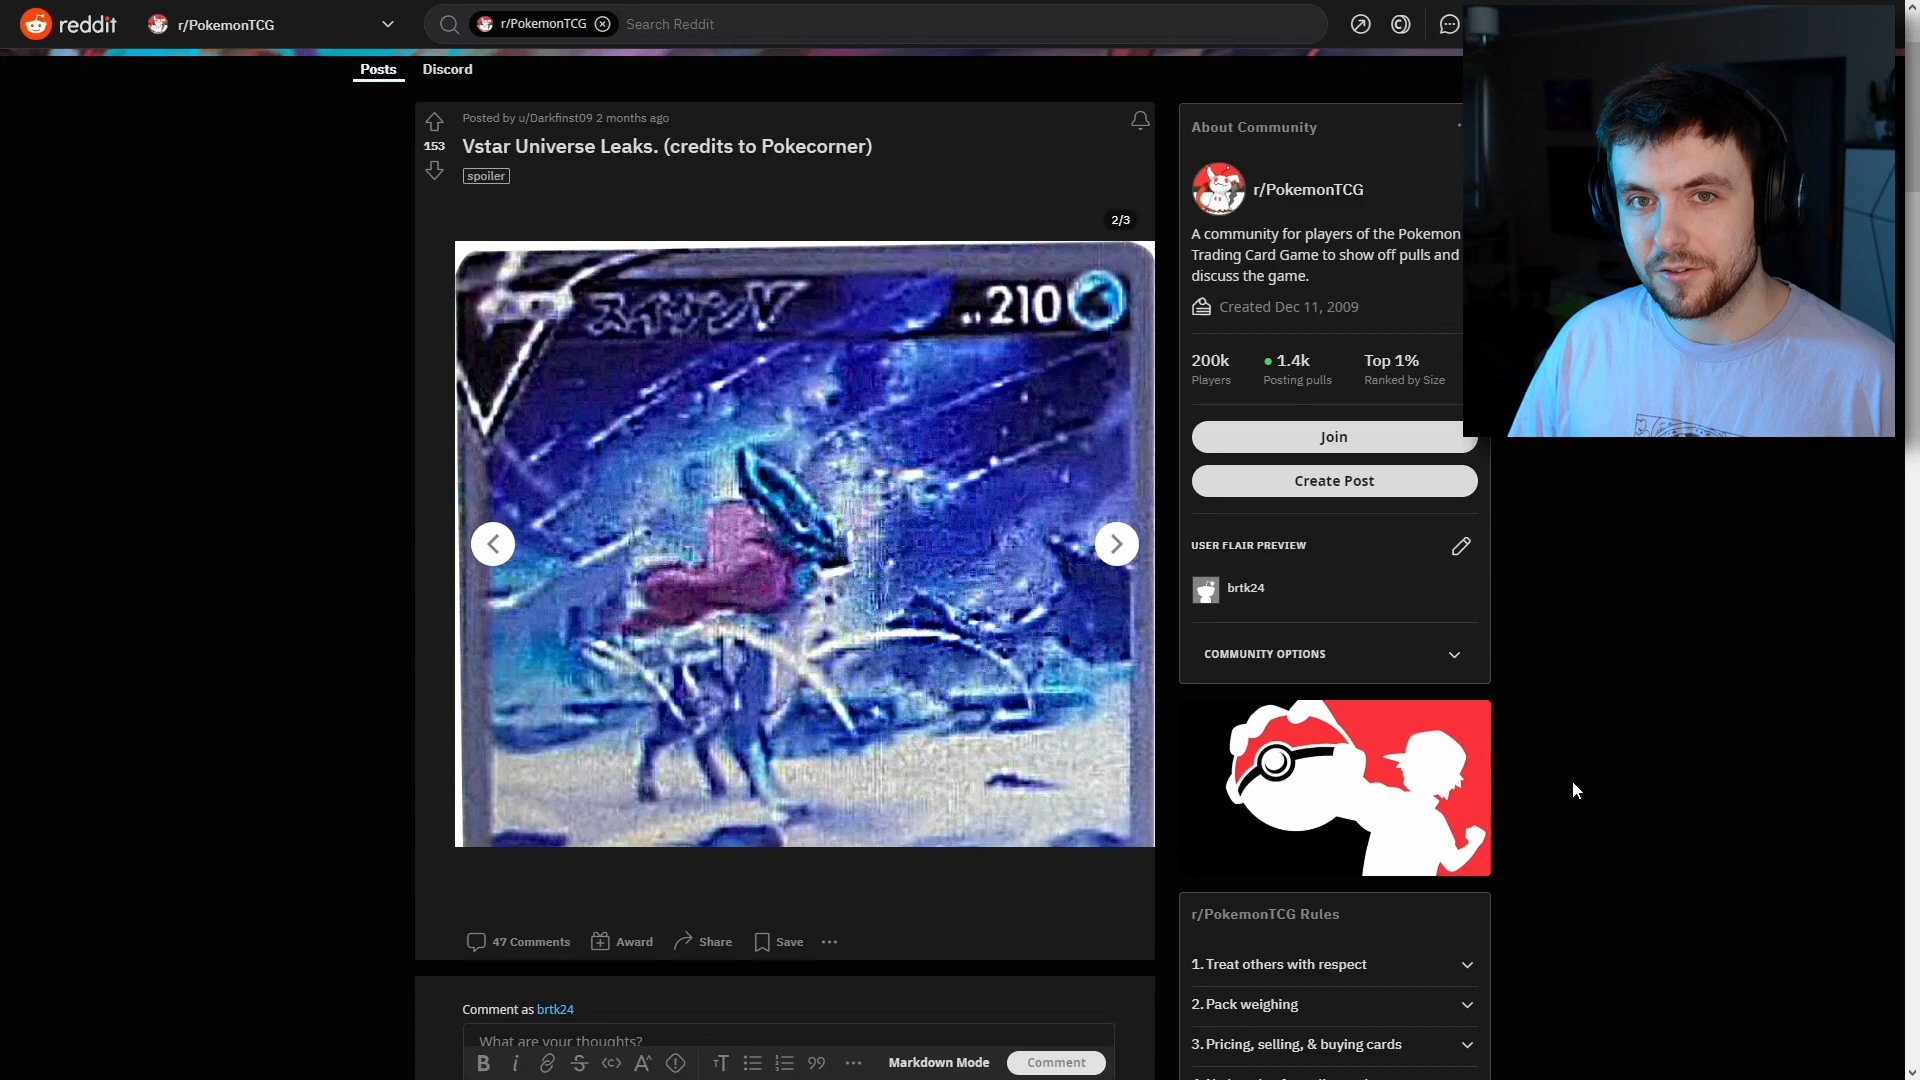 reddit
r/PokemonTCG
r/PokemonTCG
Search Reddit
Posts
Discord
Posted by u/Darkfinst09 2 months ago
153
Vstar Universe Leaks. (credits to Pokecorner)
spoiler
2/3
スイクンV
210
47 Comments
Award
Share
Save
Comment as brtk24
What are your thoughts?
Markdown Mode
Comment
About Community
r/PokemonTCG
A community for players of the Pokemon
Trading Card Game to show off pulls and
discuss the game.
Created Dec 11, 2009
200k
1.4k
Top 1%
Players
Posting pulls
Ranked by Size
Join
Create Post
USER FLAIR PREVIEW
brtk24
COMMUNITY OPTIONS
r/PokemonTCG Rules
1. Treat others with respect
2. Pack weighing
3. Pricing, selling, & buying cards